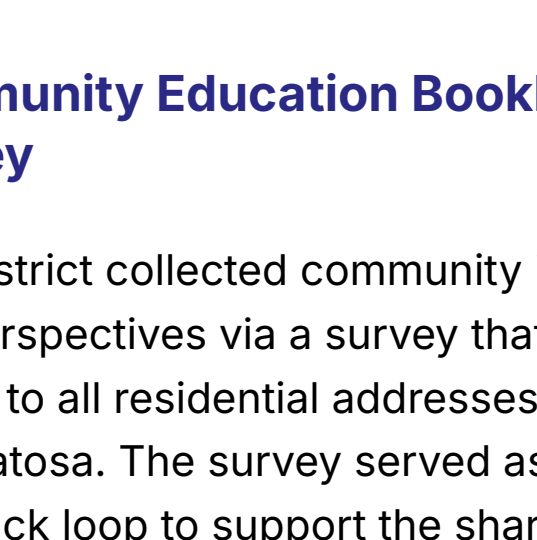 munity Education Book
ey
strict collected community
rspectives via a survey that
to all residential addresses
atosa. The survey served as
ck loop to support the shar